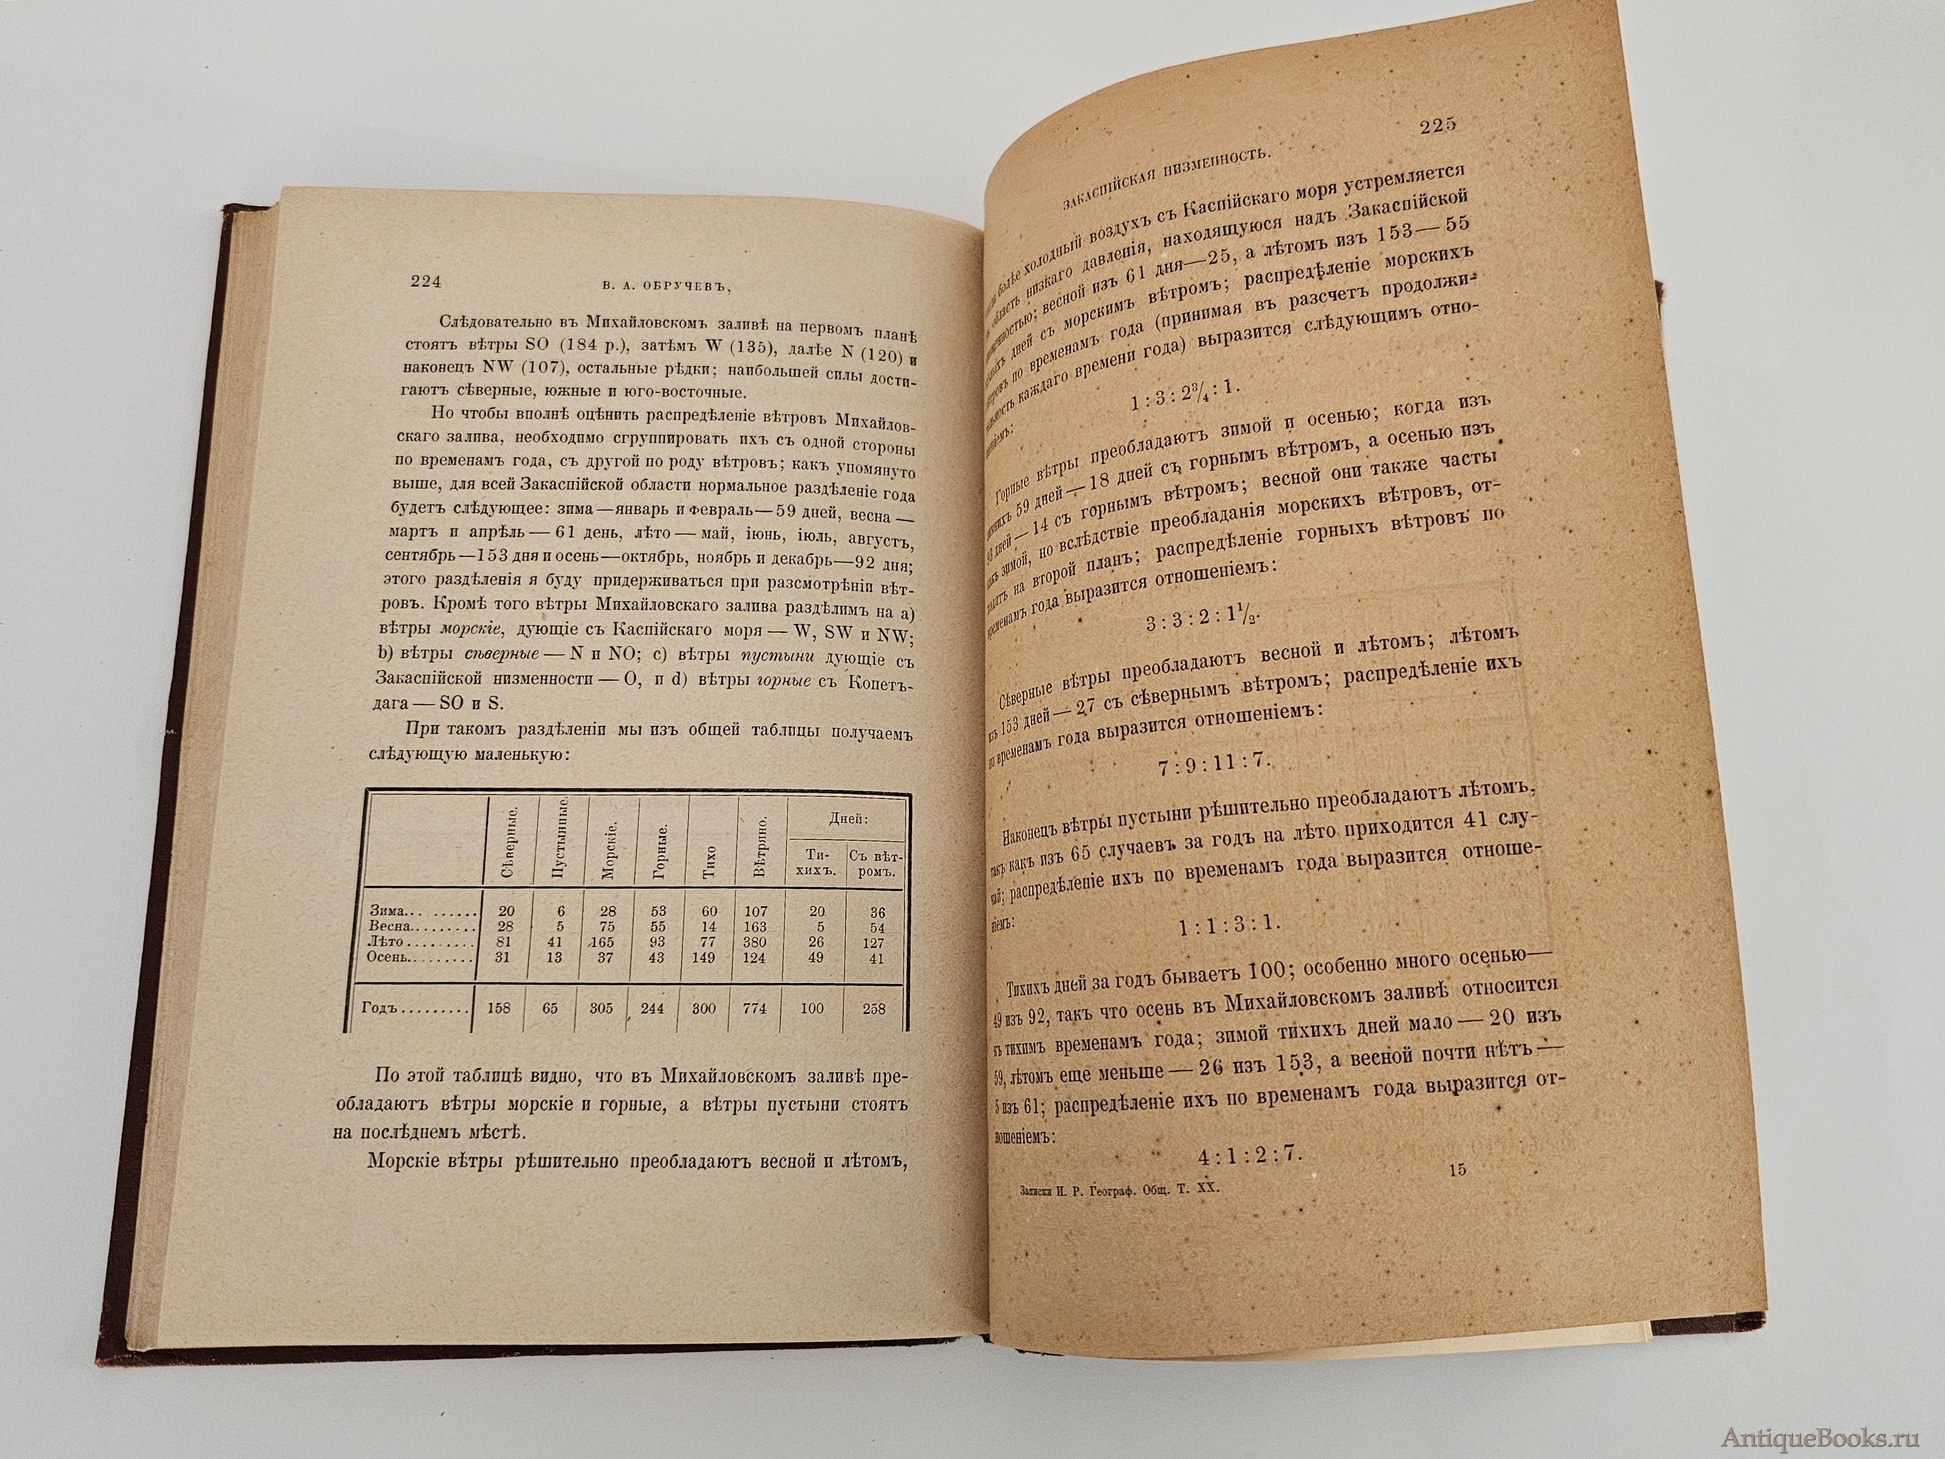 224
В. А. ОБРУЧЕВЪ,
Слѣдовательно въ Михайловскомъ заливѣ на первомъ планѣ
стоятъ вѣтры SO (184 р.), затѣмъ W (135), далѣе N (120) и
наконецъ NW (107), остальные рѣдки; наибольшей силы дости-
гаютъ сѣверные, южные и юго-восточные.
Но чтобы вполнѣ оцѣнить распредѣленіе вѣтровъ Михайлов-
скаго залива, необходимо сгруппировать ихъ съ одной стороны
по временамъ года, съ другой по роду вѣтровъ; какъ упомянуто
выше, для всей Закаспійской области нормальное раздѣленіе года
будетъ слѣдующее: зима—январь и февраль—59 дней, весна—
мартъ и апрѣль—61 день, лѣто—май, іюнь, іюль, августъ,
сентябрь—153 дня и осень—октябрь, ноябрь и декабрь—92 дня;
этого раздѣленія я буду придерживаться при разсмотрѣніи вѣт-
ровъ. Кромѣ того вѣтры Михайловскаго залива раздѣлимъ на а)
вѣтры морскіе, дующіе съ Каспійскаго моря—W, SW и NW;
b) вѣтры сѣверные—N и NO; с) вѣтры пустыни дующіе съ
Закаспійской низменности—O, и d) вѣтры горные съ Копетъ-
дага—SO и S.
При такомъ раздѣленіи мы изъ общей таблицы получаемъ
слѣдующую маленькую:
Сѣверные. Пустынные. Морскіе. Горные. Тихо Вѣтряно. Дней:
Ти-хихъ. Съ вѣт-ромъ.
Зима.......... 20 6 28 53 60 107 20 36
Весна......... 28 5 75 55 14 163 5 54
Лѣто.......... 81 41 165 93 77 380 26 127
Осень......... 31 13 37 43 149 124 49 41
Годъ.......... 158 65 305 244 300 774 100 258
По этой таблицѣ видно, что въ Михайловскомъ заливѣ пре-
обладаютъ вѣтры морскіе и горные, а вѣтры пустыни стоятъ
на послѣднемъ мѣстѣ.
Морскіе вѣтры рѣшительно преобладаютъ весной и лѣтомъ,
225
ЗАКАСПІЙСКАЯ НИЗМЕННОСТЬ.
болѣе холодный воздухъ съ Каспійскаго моря устремляется
область низкаго давленія, находящуюся надъ Закаспійской
весной изъ 61 дня—25, а лѣтомъ изъ 153—55
дней съ морскимъ вѣтромъ; распредѣленіе морскихъ
по временамъ года (принимая въ разсчетъ продолжи-
каждаго времени года) выразится слѣдующимъ отно-
1 : 3 : 2¾ : 1.
Горные вѣтры преобладаютъ зимой и осенью; когда изъ
59 дней—18 дней съ горнымъ вѣтромъ, а осенью изъ
дней—14 съ горнымъ вѣтромъ; весной они также часты
какъ зимой, но вслѣдствіе преобладанія морскихъ вѣтровъ, от-
на второй планъ; распредѣленіе горныхъ вѣтровъ по
временамъ года выразится отношеніемъ:
3 : 3 : 2 : 1½.
Сѣверные вѣтры преобладаютъ весной и лѣтомъ; лѣтомъ
изъ 153 дней—27 съ сѣвернымъ вѣтромъ; распредѣленіе ихъ
по временамъ года выразится отношеніемъ:
7 : 9 : 11 : 7.
Наконецъ вѣтры пустыни рѣшительно преобладаютъ лѣтомъ,
такъ какъ изъ 65 случаевъ за годъ на лѣто приходится 41 слу-
чай; распредѣленіе ихъ по временамъ года выразится отноше-
ніемъ:
1 : 1 : 3 : 1.
Тихихъ дней за годъ бываетъ 100; особенно много осенью—
49 изъ 92, такъ что осень въ Михайловскомъ заливѣ относится
къ тихимъ временамъ года; зимой тихихъ дней мало—20 изъ
59, лѣтомъ еще меньше—26 изъ 153, а весной почти нѣтъ—
5 изъ 61; распредѣленіе ихъ по временамъ года выразится от-
ношеніемъ:
4 : 1 : 2 : 7.
Записки И. Р. Географ. Общ. Т. XX.
15
AntiqueBooks.ru